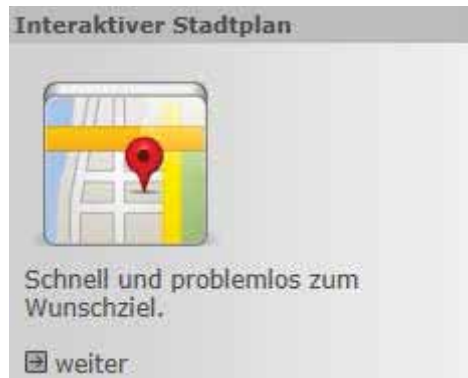 Interaktiver Stadtplan
Schnell und problemlos zum
Wunschziel.
weiter